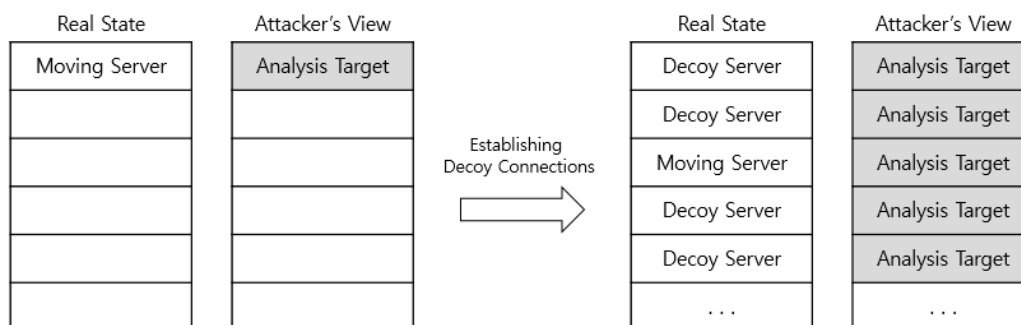 Real State Attacker's View Real State Attacker's View
Moving Server Analysis Target Decoy Server Analysis Target
Decoy Server Analysis Target
Establishing
Decoy Connections
Moving Server Analysis Target
Decoy Server Analysis Target
Decoy Server Analysis Target
... ...